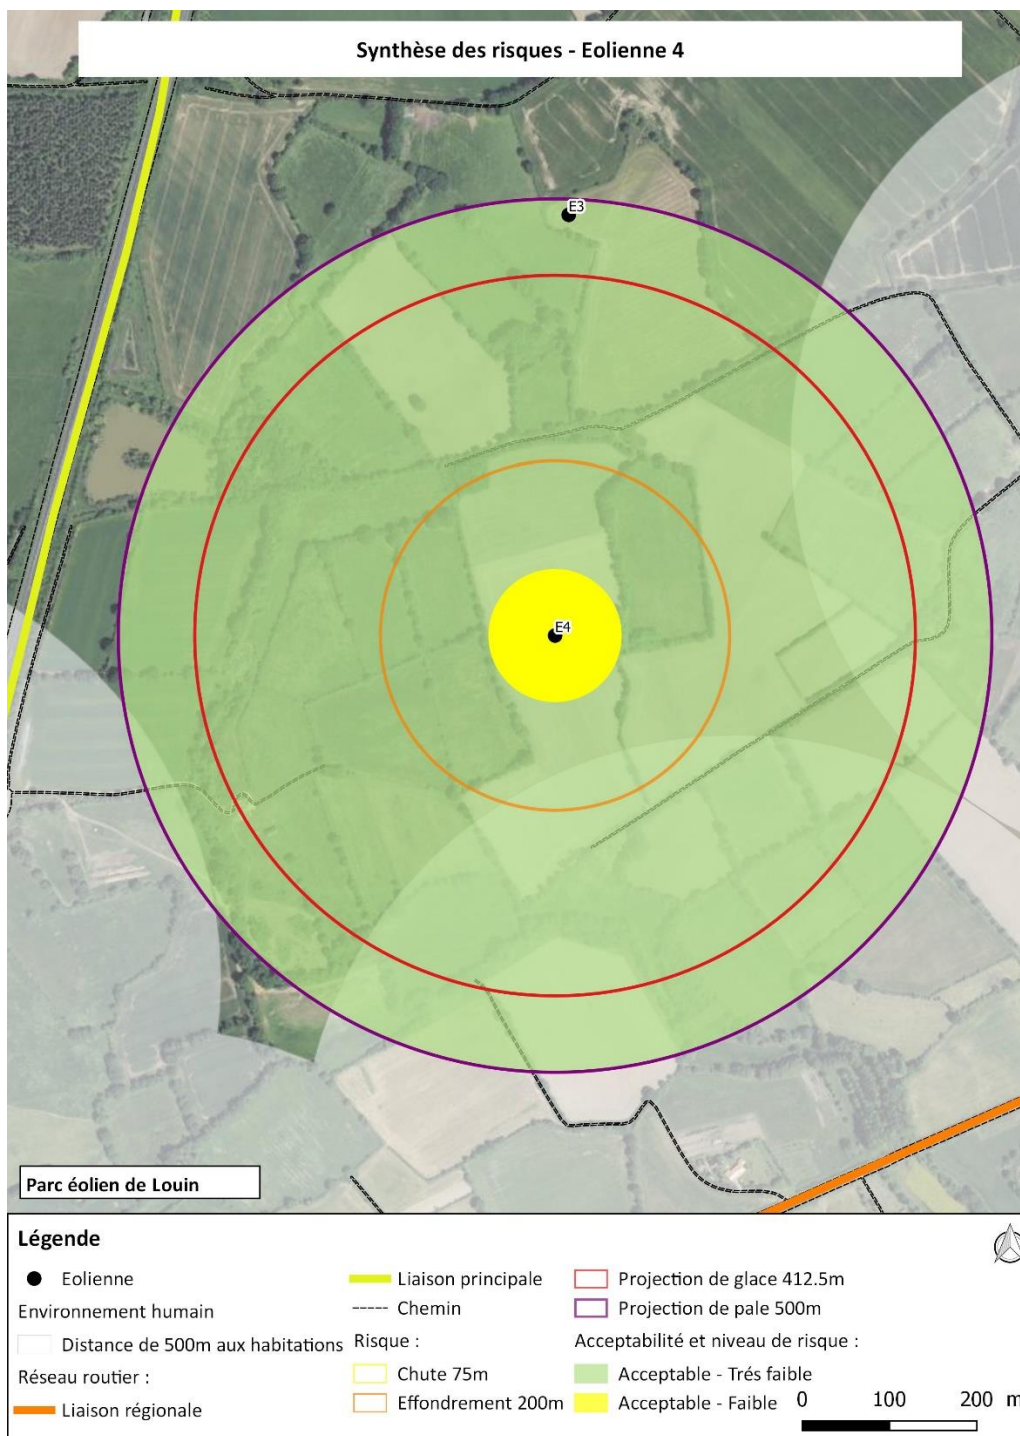 Synthèse des risques - Eolienne 4
E3
E4
Parc éolien de Louin
Légende
Eolienne
Environnement humain
Distance de 500m aux habitations
Réseau routier :
Liaison régionale
Liaison principale
Chemin
Risque :
Chute 75m
Effondrement 200m
Projection de glace 412.5m
Projection de pale 500m
Acceptabilité et niveau de risque :
Acceptable - Trés faible
Acceptable - Faible
0 100 200 m